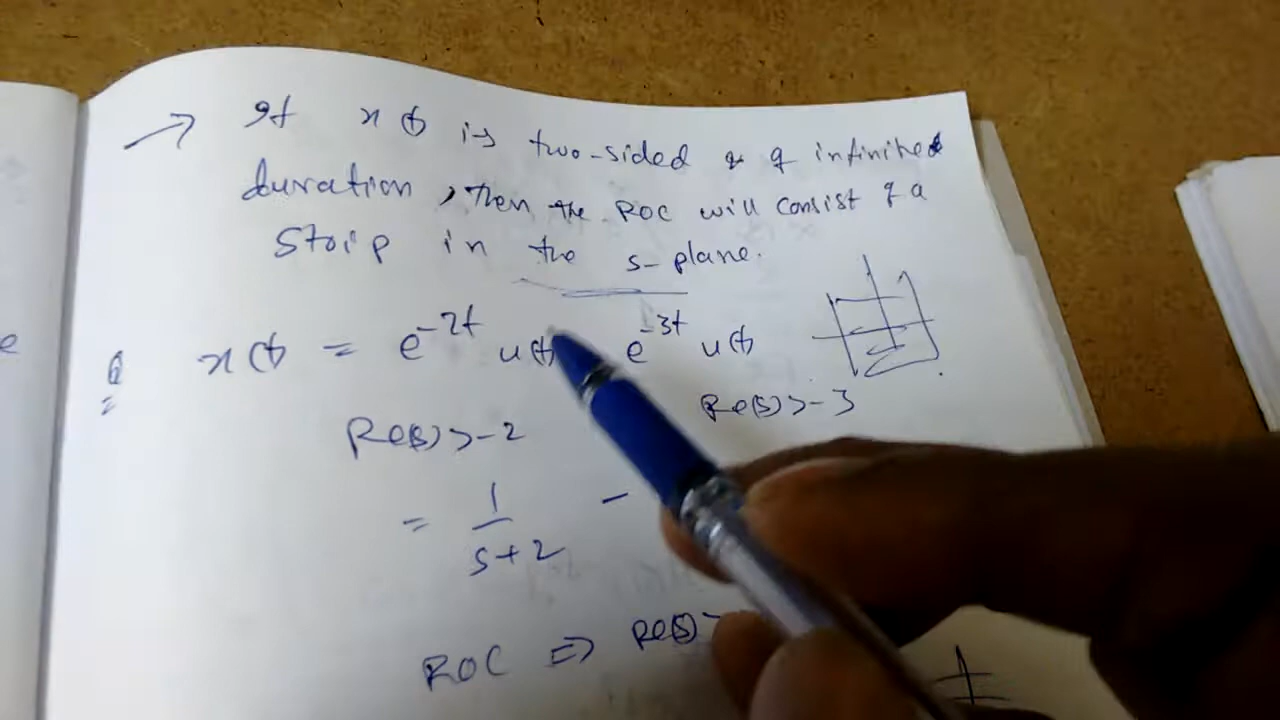 → If x(t) is two-sided & of infinite
duration, then the ROC will consist of a
Strip in the s-plane.
x(t) = e^{-2t} u(t) e^{-3t} u(t)
Re(s) > -2 Re(s) > -3
= 1/(s+2) -
ROC ⇒ Re(s) >